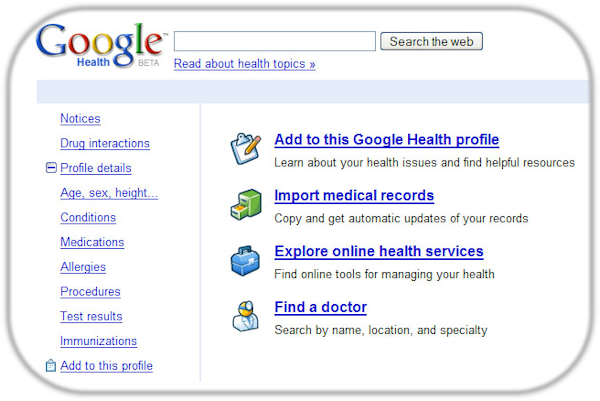 Google™
Health BETA
Search the web
Read about health topics »
Notices
Drug interactions
Profile details
Age, sex, height...
Conditions
Medications
Allergies
Procedures
Test results
Immunizations
Add to this profile
Add to this Google Health profile
Learn about your health issues and find helpful resources
Import medical records
Copy and get automatic updates of your records
Explore online health services
Find online tools for managing your health
Find a doctor
Search by name, location, and specialty